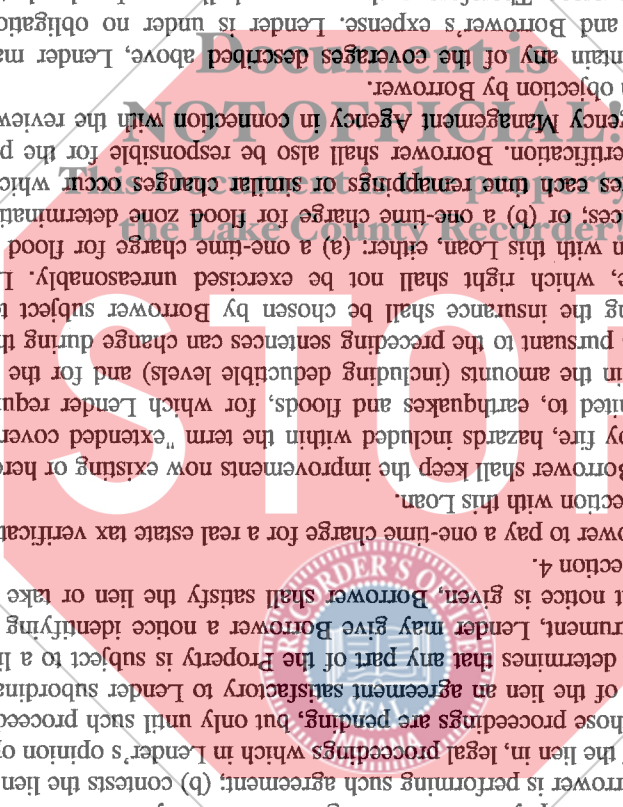 rrower is performing such agreement; (b) contests the lien
the lien in, legal proceedings which in Lender's opinion o
hose proceedings are pending, but only until such proceed
of the lien an agreement satisfactory to Lender subordina
determines that any part of the Property is subject to a li
rument, Lender may give Borrower a notice identifying
t notice is given, Borrower shall satisfy the lien or take
ection 4.
ower to pay a one-time charge for a real estate tax verificat
ection with this Loan.
orrower shall keep the improvements now existing or here
y fire, hazards included within the term "extended cover
ited to, earthquakes and floods, for which Lender requ
in the amounts (including deductible levels) and for the
pursuant to the preceding sentences can change during th
ng the insurance shall be chosen by Borrower subject t
e, which right shall not be exercised unreasonably. L
n with this Loan, either: (a) a one-time charge for flood
ces; or (b) a one-time charge for flood zone determinati
es each time remappings or similar changes occur whic
ertification. Borrower shall also be responsible for the p
gency Management Agency in connection with the review
n objection by Borrower.
ntain any of the coverages described above, Lender ma
and Borrower's expense. Lender is under no obligatio
Document is
NOT OFFICIAL!
This Document is the property
the Lake County Recorder!
STOP
RECORDER'S OFFICE
SEAL
INDIANA